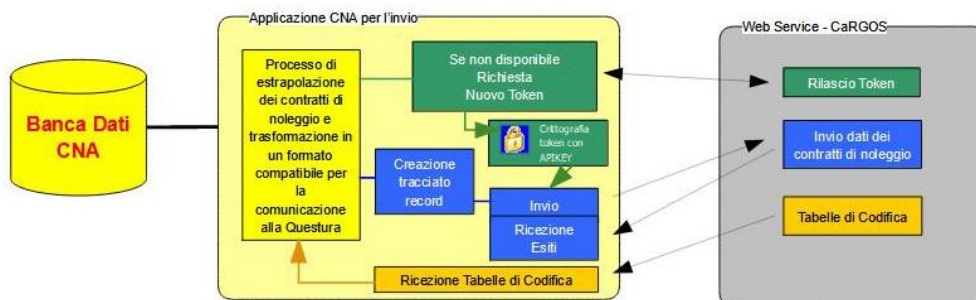 Applicazione CNA per l'invio
Web Service - CaRGOS
Banca Dati
CNA
Processo di
estrapolazione
dei contratti di
noleggio e
trasformazione in
un formato
compatibile per
la
comunicazione
alla Questura
Se non disponibile
Richiesta
Nuovo Token
Crittografia
token con
APIKEY
Creazione
tracciato
record
Invio
Ricezione
Esiti
Ricezione Tabelle di Codifica
Rilascio Token
Invio dati dei
contratti di noleggio
Tabelle di Codifica